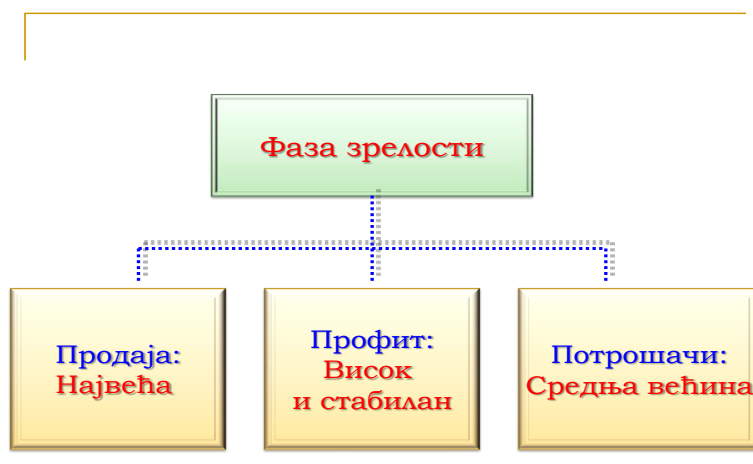 Фаза зрелости
Продаја:
Највећа
Профит:
Висок
и стабилан
Потрошачи:
Средња већина